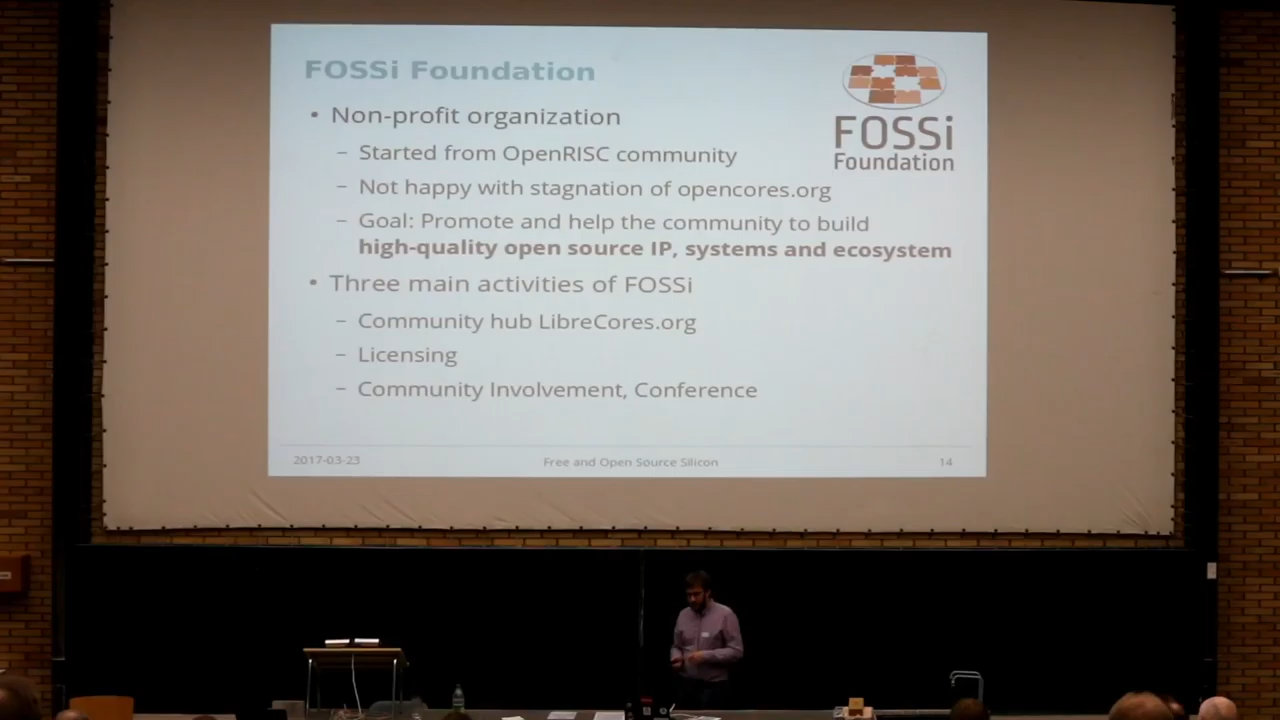 FOSSi Foundation
FOSSi
Foundation
• Non-profit organization
– Started from OpenRISC community
– Not happy with stagnation of opencores.org
– Goal: Promote and help the community to build
high-quality open source IP, systems and ecosystem
• Three main activities of FOSSi
– Community hub LibreCores.org
– Licensing
– Community Involvement, Conference
2017-03-23
Free and Open Source Silicon
14